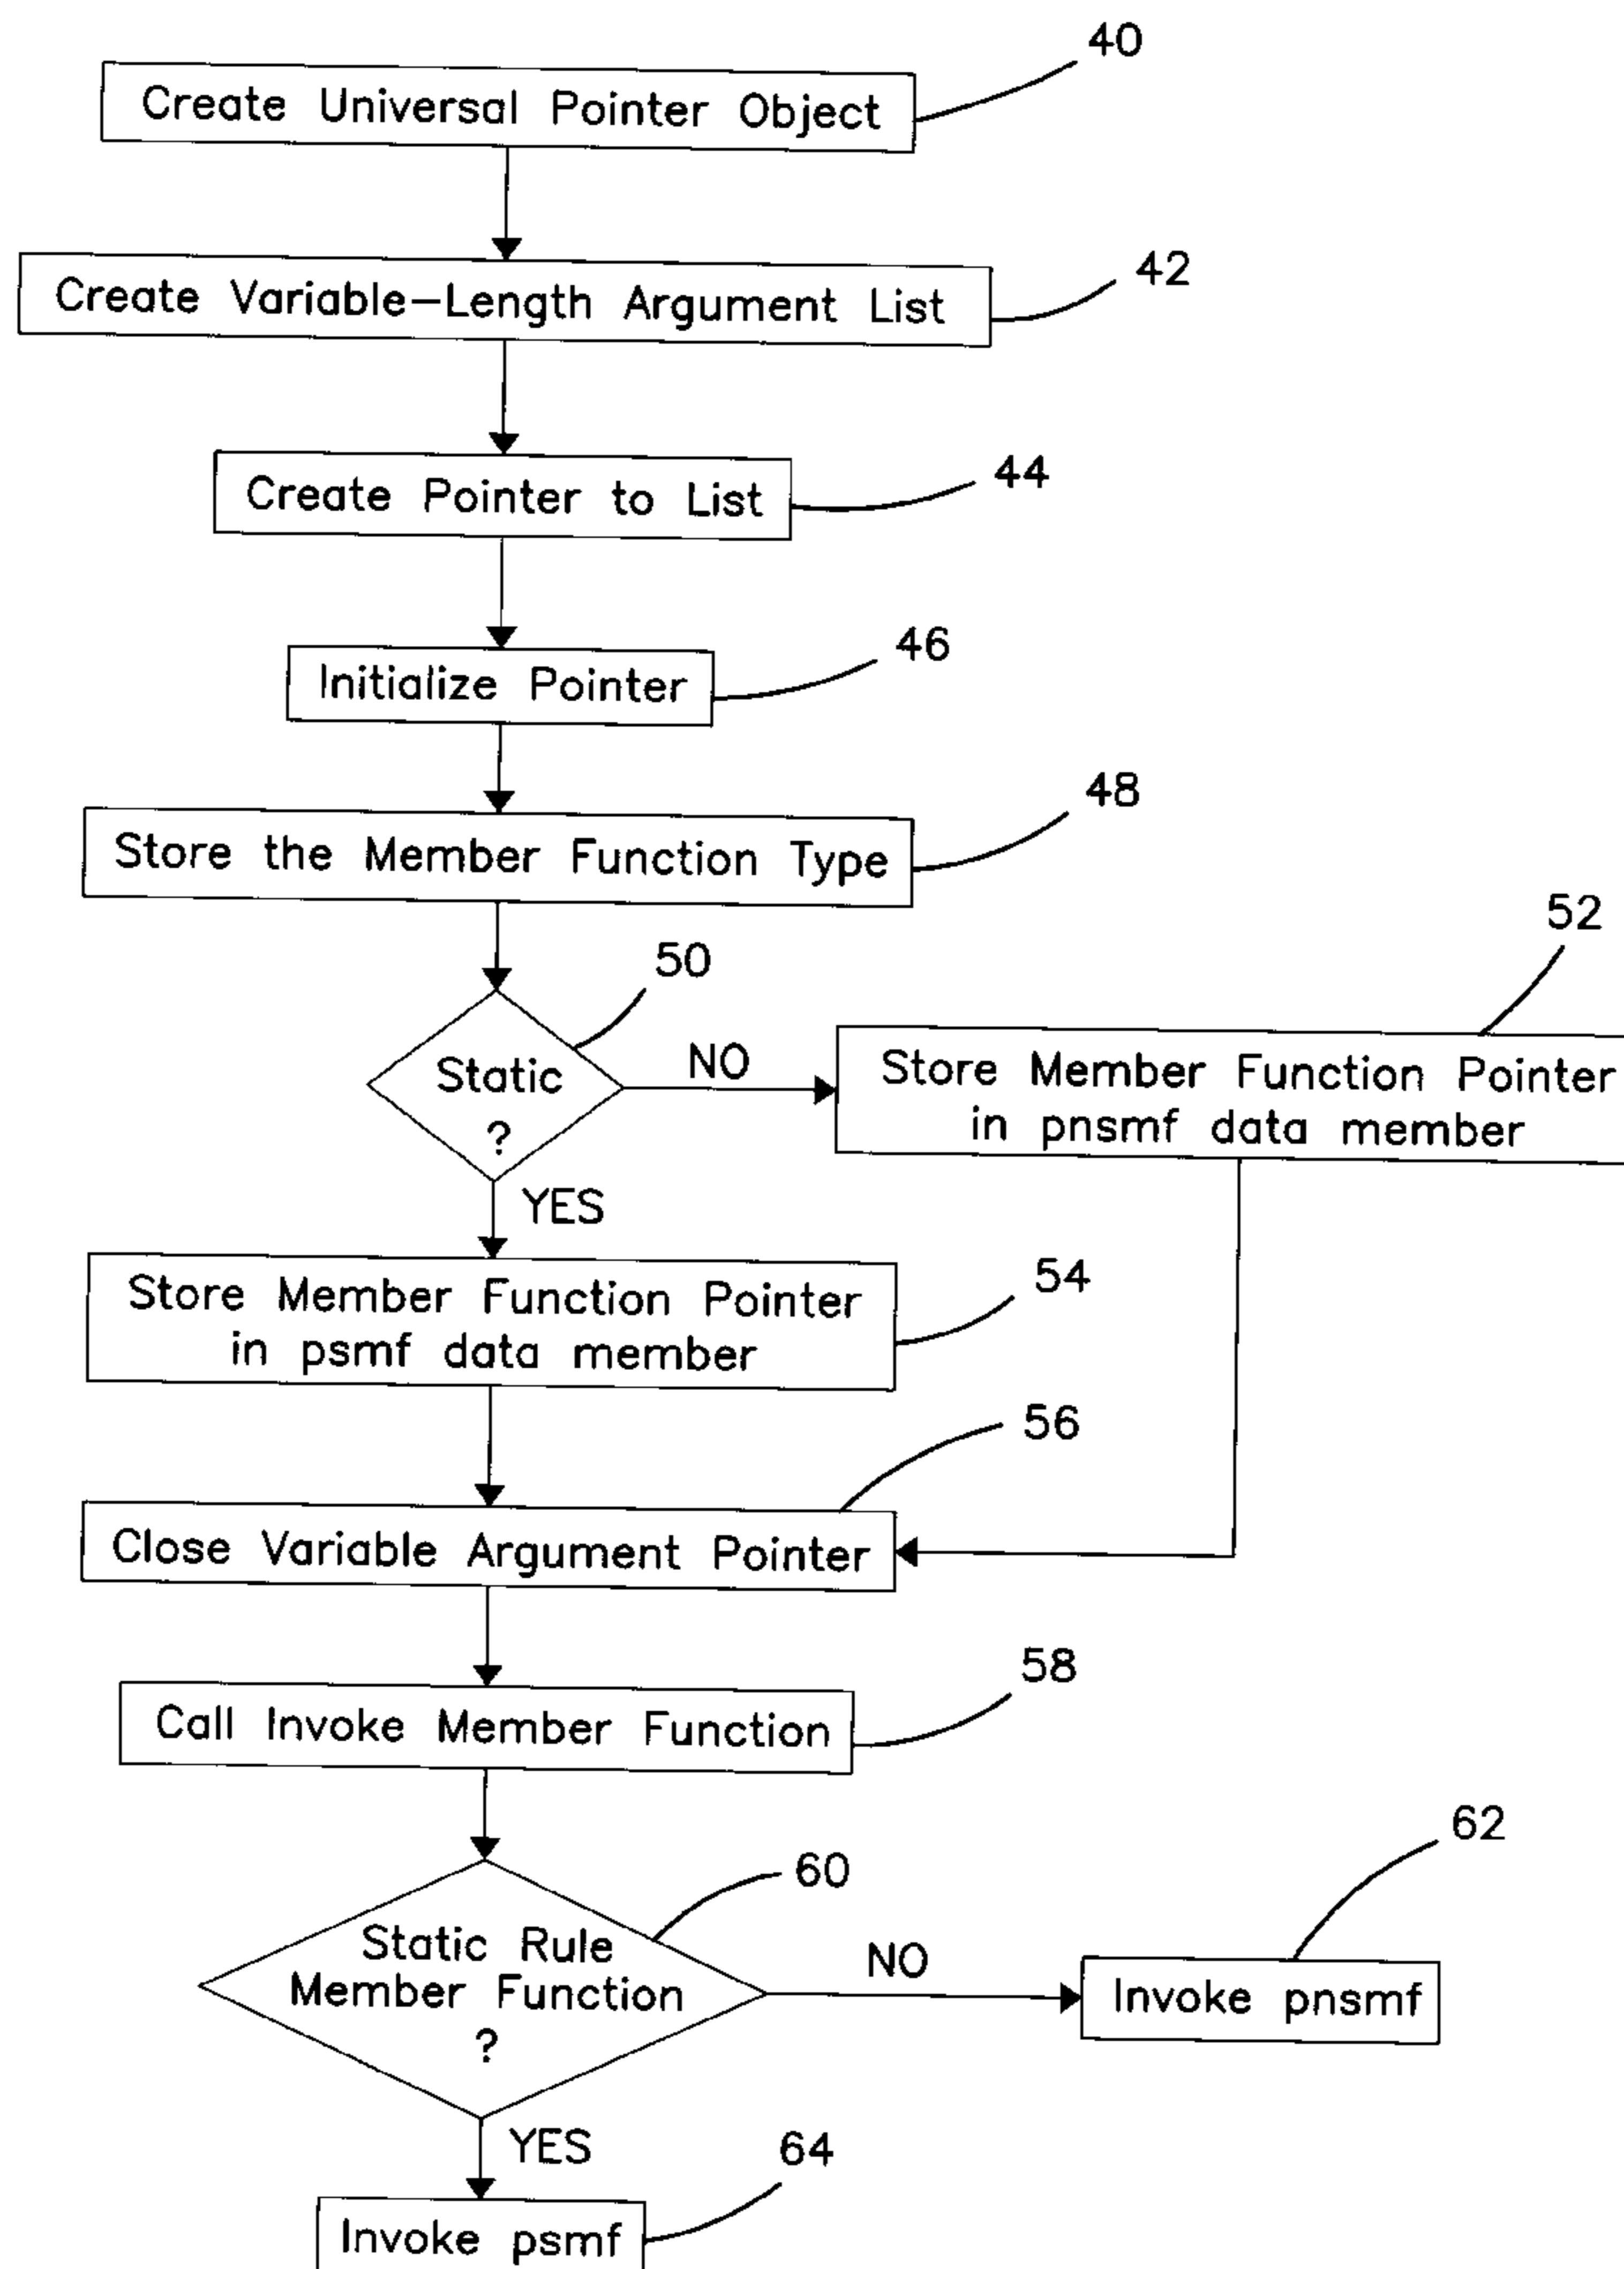 40
Create Universal Pointer Object
42
Create Variable-Length Argument List
44
Create Pointer to List
46
Initialize Pointer
48
Store the Member Function Type
50
52
Static
?
NO
Store Member Function Pointer
in pnsmf data member
YES
54
Store Member Function Pointer
in psmf data member
56
Close Variable Argument Pointer
58
Call Invoke Member Function
60
62
Static Rule
Member Function
?
NO
Invoke pnsmf
YES
64
Invoke psmf